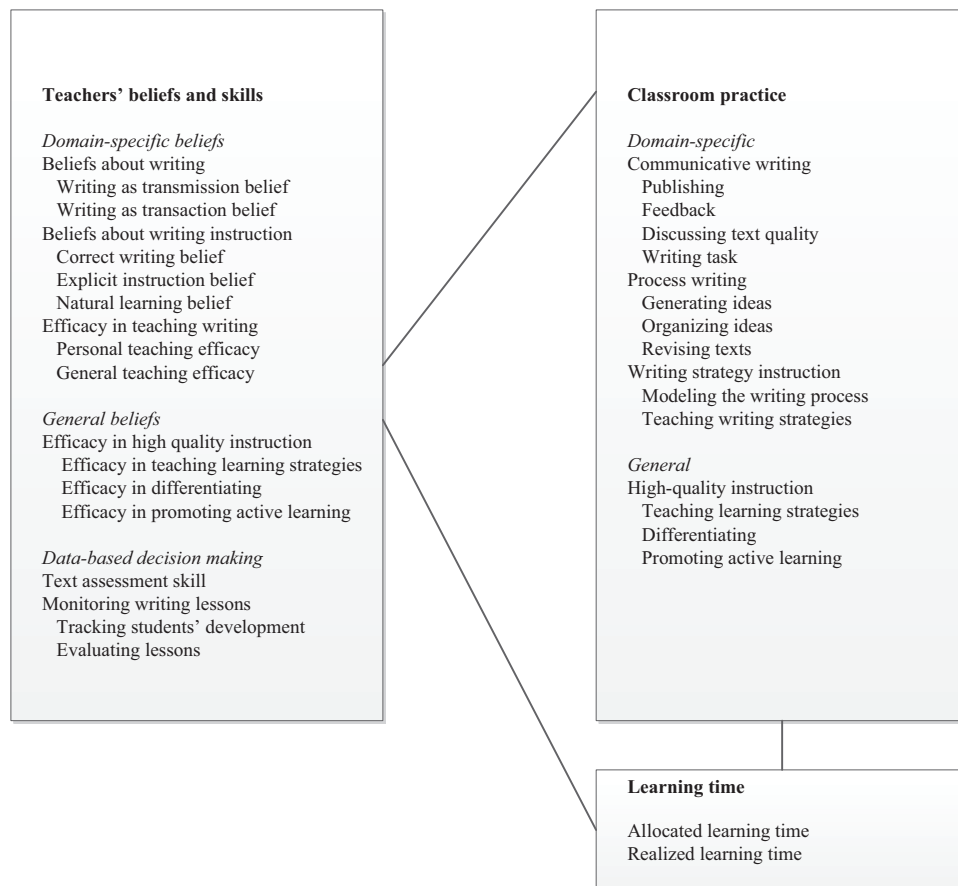 Teachers’ beliefs and skills
Domain-specific beliefs
Beliefs about writing
Writing as transmission belief
Writing as transaction belief
Beliefs about writing instruction
Correct writing belief
Explicit instruction belief
Natural learning belief
Efficacy in teaching writing
Personal teaching efficacy
General teaching efficacy
General beliefs
Efficacy in high quality instruction
Efficacy in teaching learning strategies
Efficacy in differentiating
Efficacy in promoting active learning
Data-based decision making
Text assessment skill
Monitoring writing lessons
Tracking students’ development
Evaluating lessons
Classroom practice
Domain-specific
Communicative writing
Publishing
Feedback
Discussing text quality
Writing task
Process writing
Generating ideas
Organizing ideas
Revising texts
Writing strategy instruction
Modeling the writing process
Teaching writing strategies
General
High-quality instruction
Teaching learning strategies
Differentiating
Promoting active learning
Learning time
Allocated learning time
Realized learning time